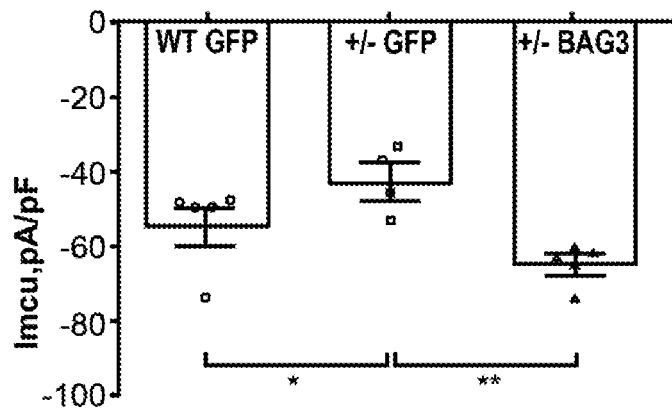 Imcu,pA/pF
0
-20
-40
-60
-80
-100
WT GFP
+/- GFP
+/- BAG3
*
**